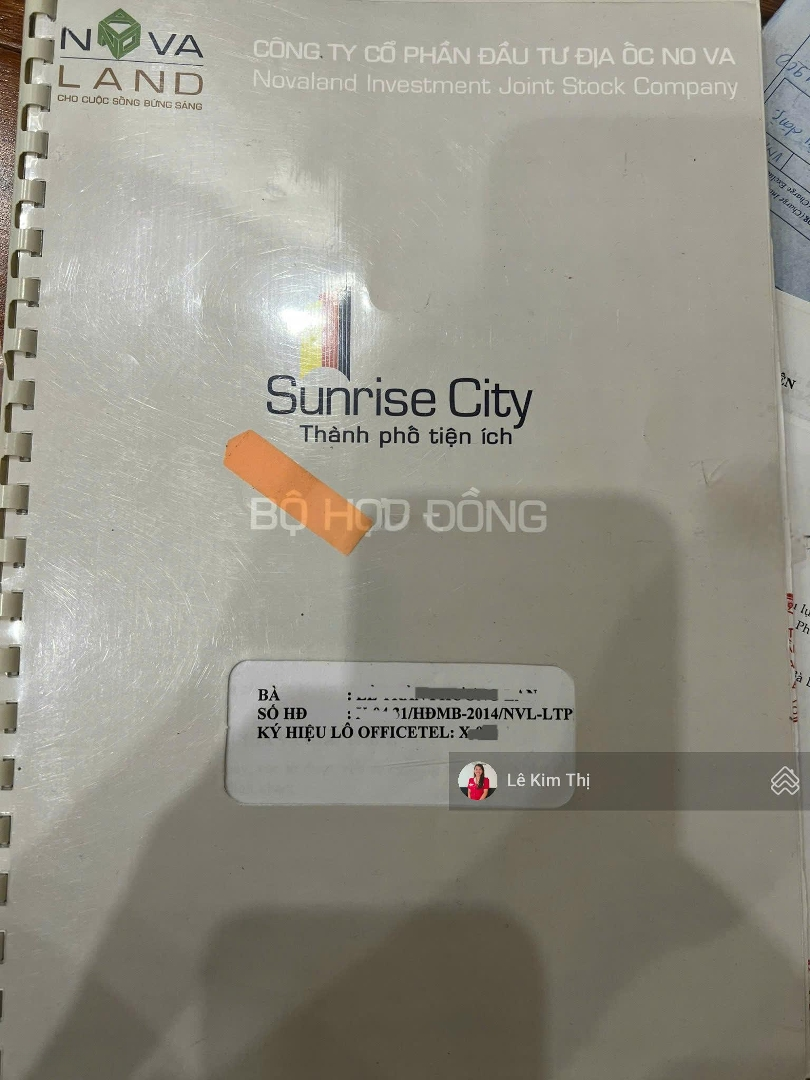 NOVA
LAND
CHO CUỘC SỐNG BỪNG SÁNG
CÔNG TY CỔ PHẦN ĐẦU TƯ ĐỊA ỐC NO VA
Novaland Investment Joint Stock Company
Sunrise City
Thành phố tiện ích
BỘ HỢP ĐỒNG
BÀ :
SỐ HĐ : /HĐMB-2014/NVL-LTP
KÝ HIỆU LÔ OFFICETEL: X
Lê Kim Thị